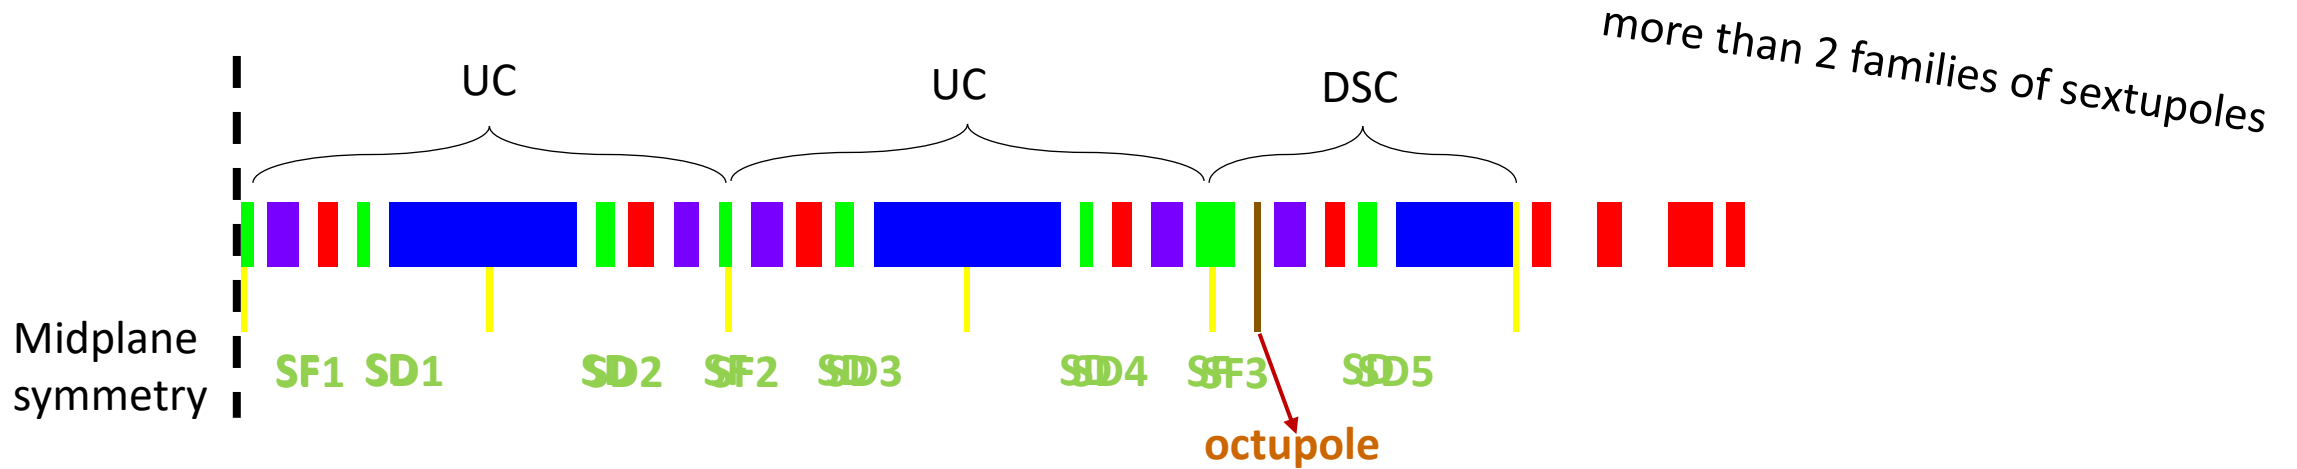 more than 2 families of sextupoles
UC
UC
DSC
Midplane
symmetry
SF1
SD1
SD2
SF2
SD3
SD4
SF3
SD5
octupole